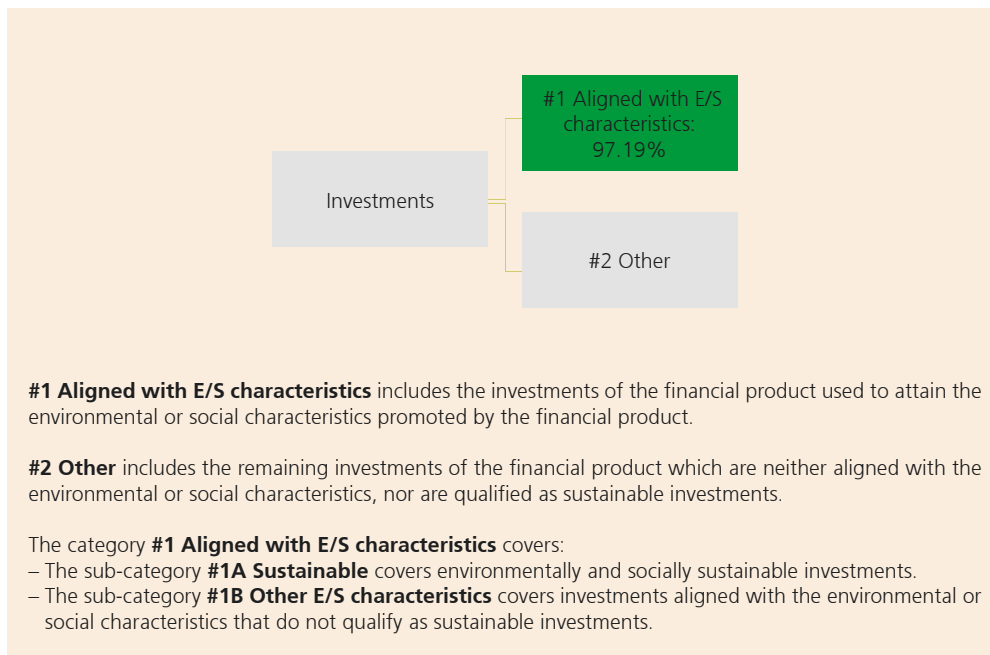 #1 Aligned with E/S
characteristics:
97.19%
Investments
#2 Other
#1 Aligned with E/S characteristics includes the investments of the financial product used to attain the
environmental or social characteristics promoted by the financial product.
#2 Other includes the remaining investments of the financial product which are neither aligned with the
environmental or social characteristics, nor are qualified as sustainable investments.
The category #1 Aligned with E/S characteristics covers:
– The sub-category #1A Sustainable covers environmentally and socially sustainable investments.
– The sub-category #1B Other E/S characteristics covers investments aligned with the environmental or
social characteristics that do not qualify as sustainable investments.